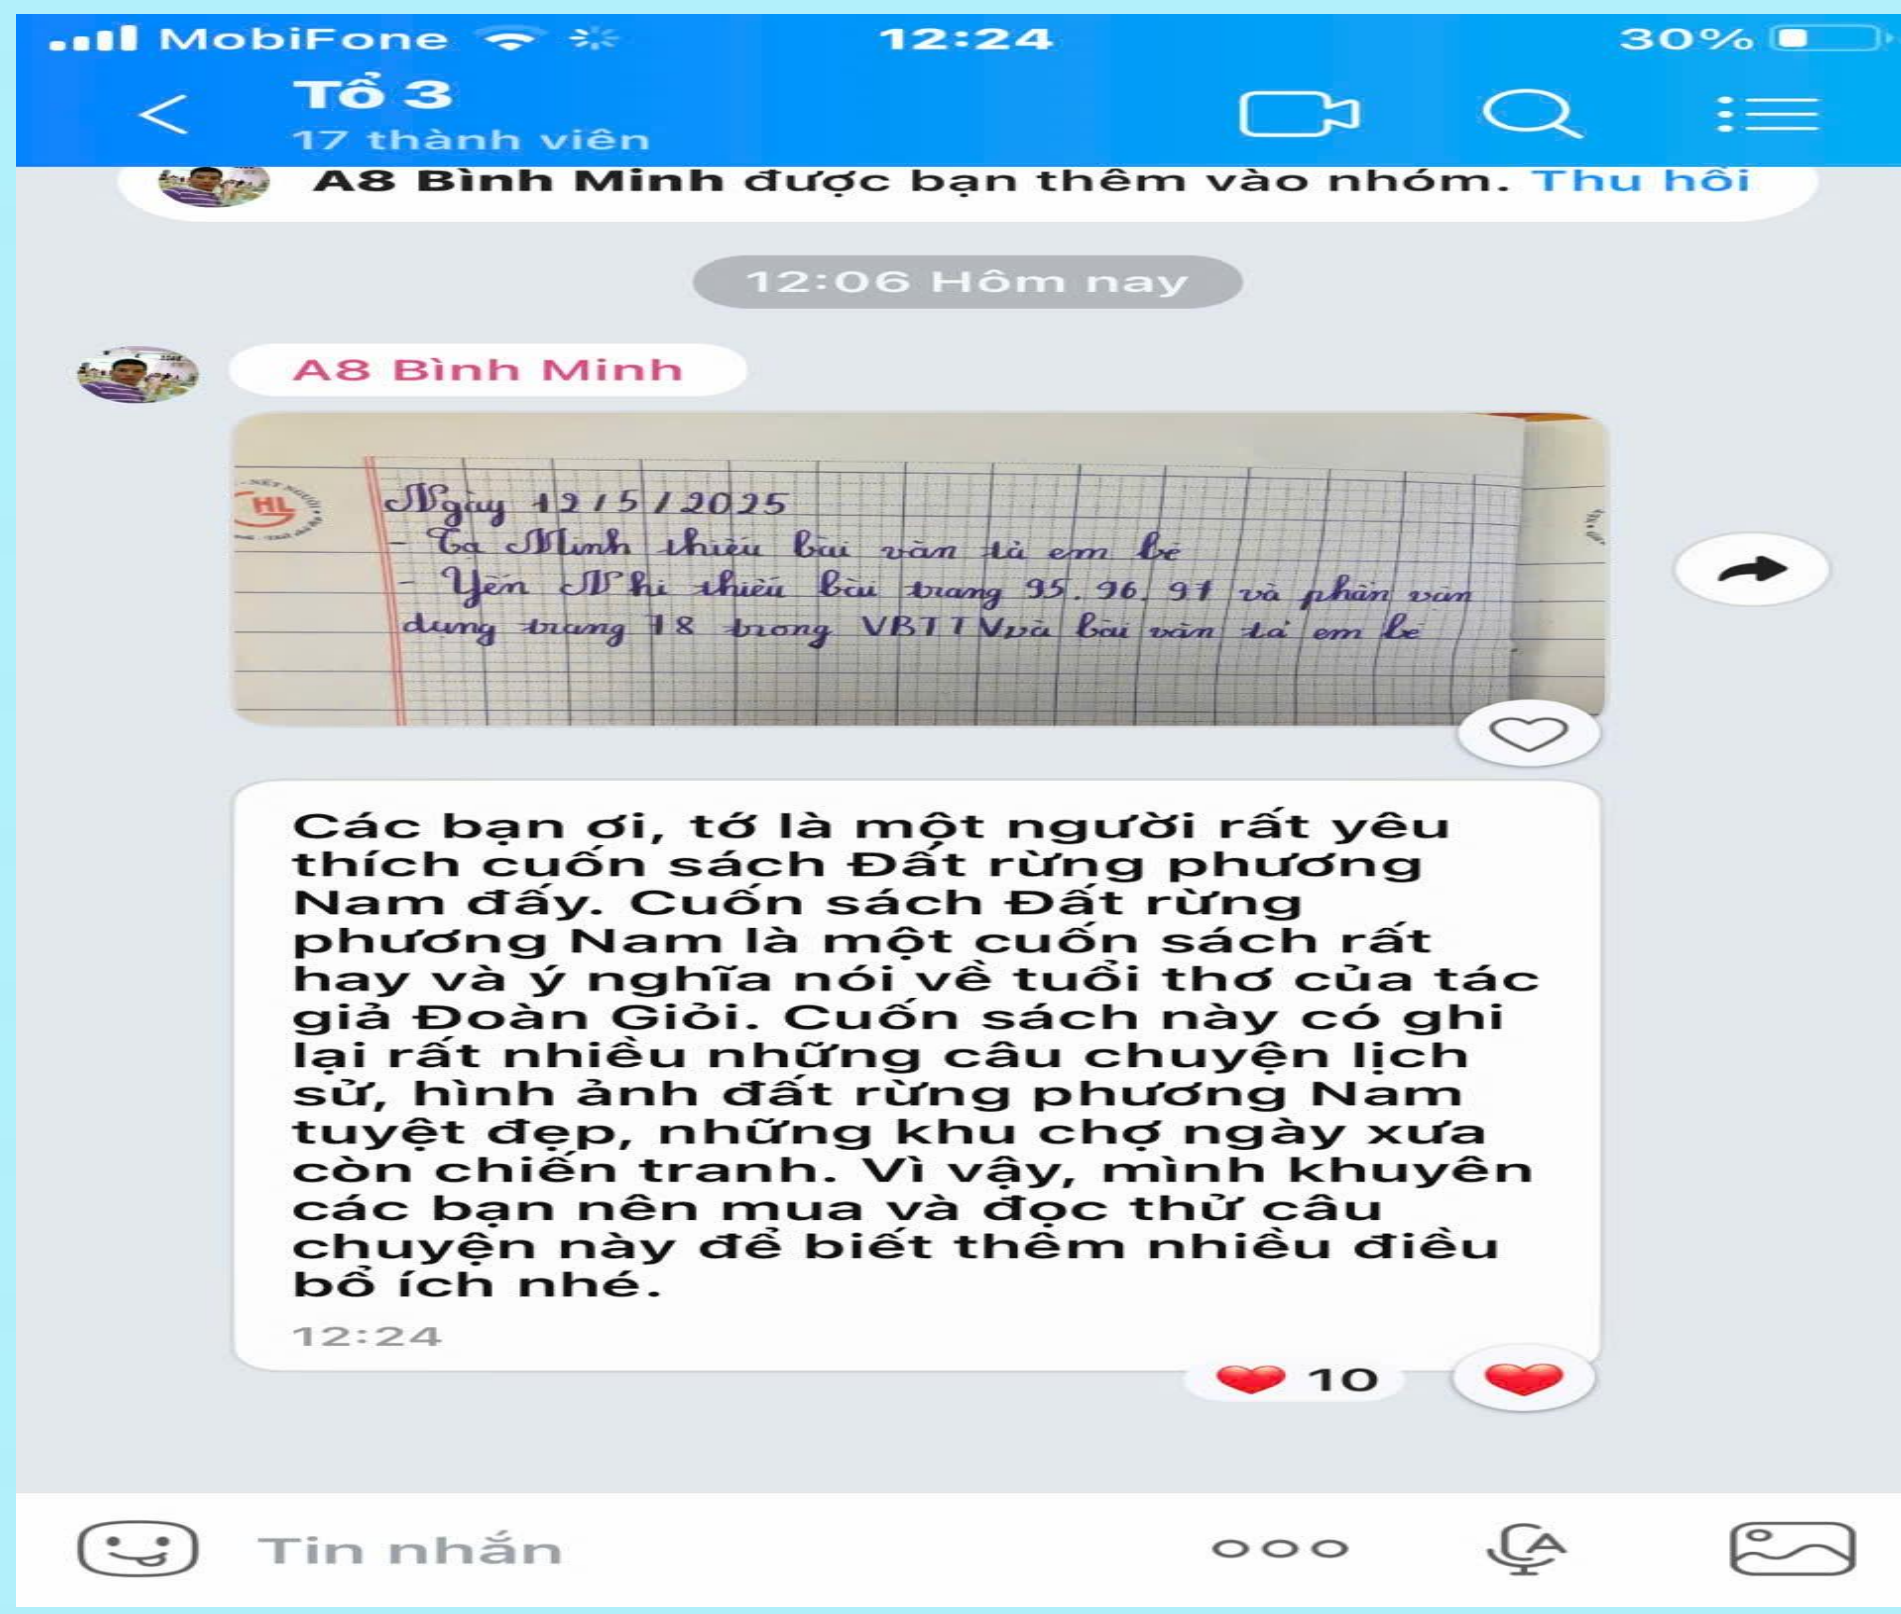 MobiFone 12:24 30%
Tổ 3
17 thành viên
A8 Bình Minh được bạn thêm vào nhóm. Thu hồi
12:06 Hôm nay
A8 Bình Minh
HL
Ngày 12/5/2025
- Tạ Minh thiếu bài văn tả em bé
- Yến Nhi thiếu bài trang 95, 96, 97 và phần vận
dụng trang 78 trong VBTTV và bài văn tả em bé
Các bạn ơi, tớ là một người rất yêu
thích cuốn sách Đất rừng phương
Nam đấy. Cuốn sách Đất rừng
phương Nam là một cuốn sách rất
hay và ý nghĩa nói về tuổi thơ của tác
giả Đoàn Giỏi. Cuốn sách này có ghi
lại rất nhiều những câu chuyện lịch
sử, hình ảnh đất rừng phương Nam
tuyệt đẹp, những khu chợ ngày xưa
còn chiến tranh. Vì vậy, mình khuyên
các bạn nên mua và đọc thử câu
chuyện này để biết thêm nhiều điều
bổ ích nhé.
12:24
10
Tin nhắn